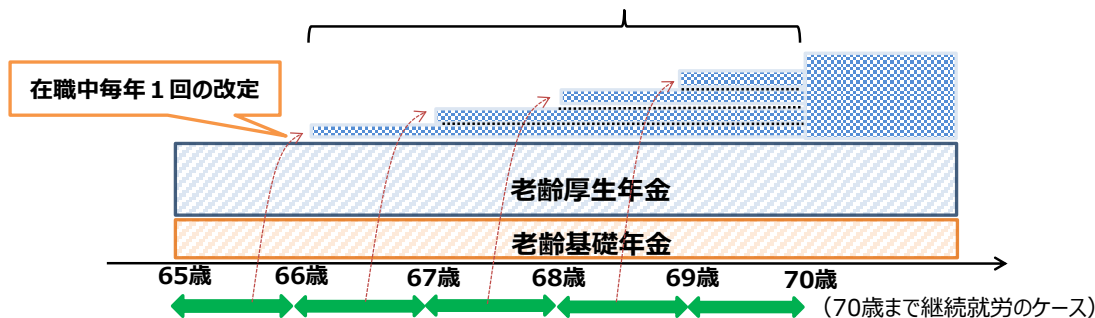 在職中毎年１回の改定
老齢厚生年金
老齢基礎年金
65歳 66歳 67歳 68歳 69歳 70歳
（70歳まで継続就労のケース）